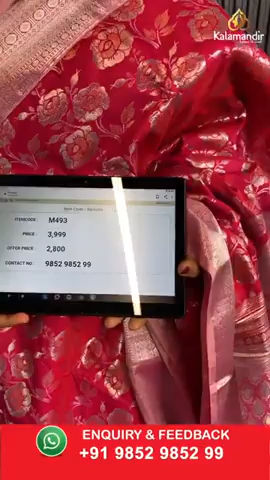 Kalamandir
ITEMCODE : M493
PRICE : 3,999
OFFER PRICE : 2,800
CONTACT NO: 9852 9852 99
ENQUIRY & FEEDBACK
+91 9852 9852 99